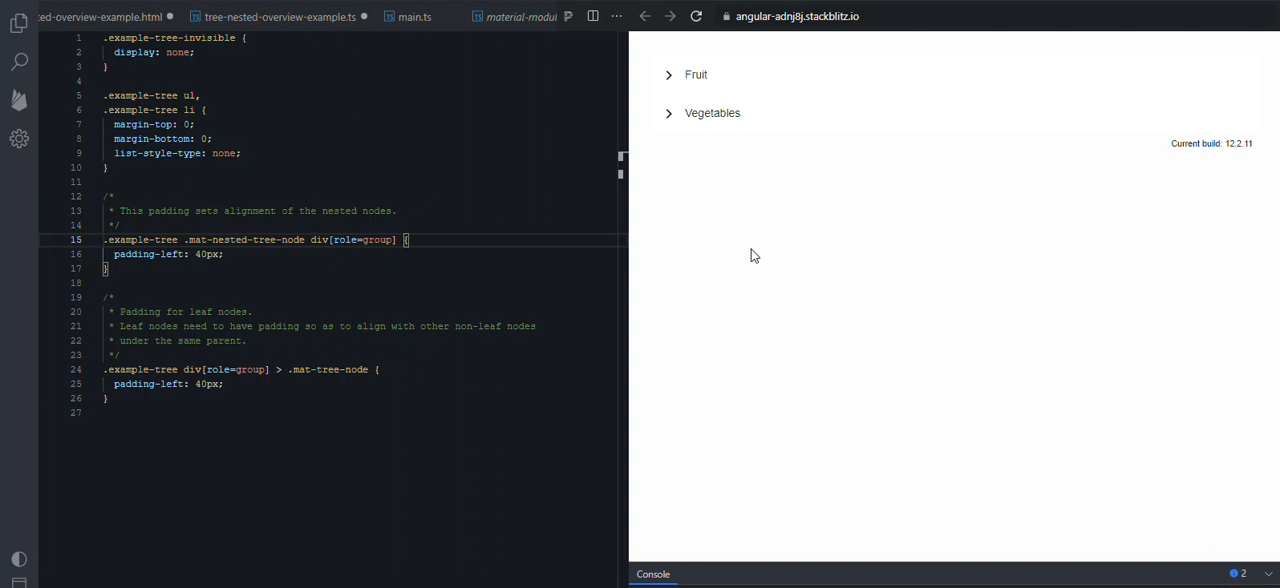 ted-overview-example.html
tree-nested-overview-example.ts
main.ts
material-modul
angular-adnj8j.stackblitz.io
1 .example-tree-invisible {
2 display: none;
3 }
4
5 .example-tree ul,
6 .example-tree li {
7 margin-top: 0;
8 margin-bottom: 0;
9 list-style-type: none;
10 }
11
12 /*
13 * This padding sets alignment of the nested nodes.
14 */
15 .example-tree .mat-nested-tree-node div[role=group] {
16 padding-left: 40px;
17 }
18
19 /*
20 * Padding for leaf nodes.
21 * Leaf nodes need to have padding so as to align with other non-leaf nodes
22 * under the same parent.
23 */
24 .example-tree div[role=group] > .mat-tree-node {
25 padding-left: 40px;
26 }
27
Fruit
Vegetables
Current build: 12.2.11
Console
2